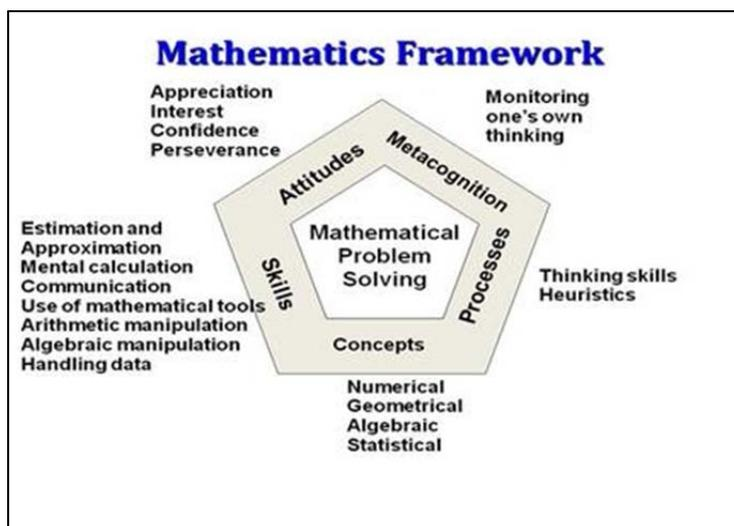 Mathematics Framework
Appreciation
Interest
Confidence
Perseverance
Monitoring
one's own
thinking
Attitudes
Metacognition
Estimation and
Approximation
Mental calculation
Communication
Use of mathematical tools
Arithmetic manipulation
Algebraic manipulation
Handling data
Skills
Mathematical
Problem
Solving
Processes
Thinking skills
Heuristics
Concepts
Numerical
Geometrical
Algebraic
Statistical